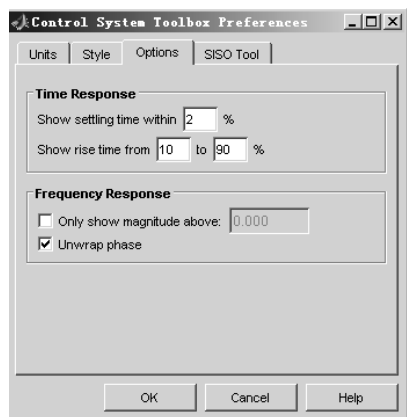 Control System Toolbox Preferences
Units Style Options SISO Tool
Time Response
Show settling time within 2 %
Show rise time from 10 to 90 %
Frequency Response
Only show magnitude above: 0.000
Unwrap phase
OK Cancel Help